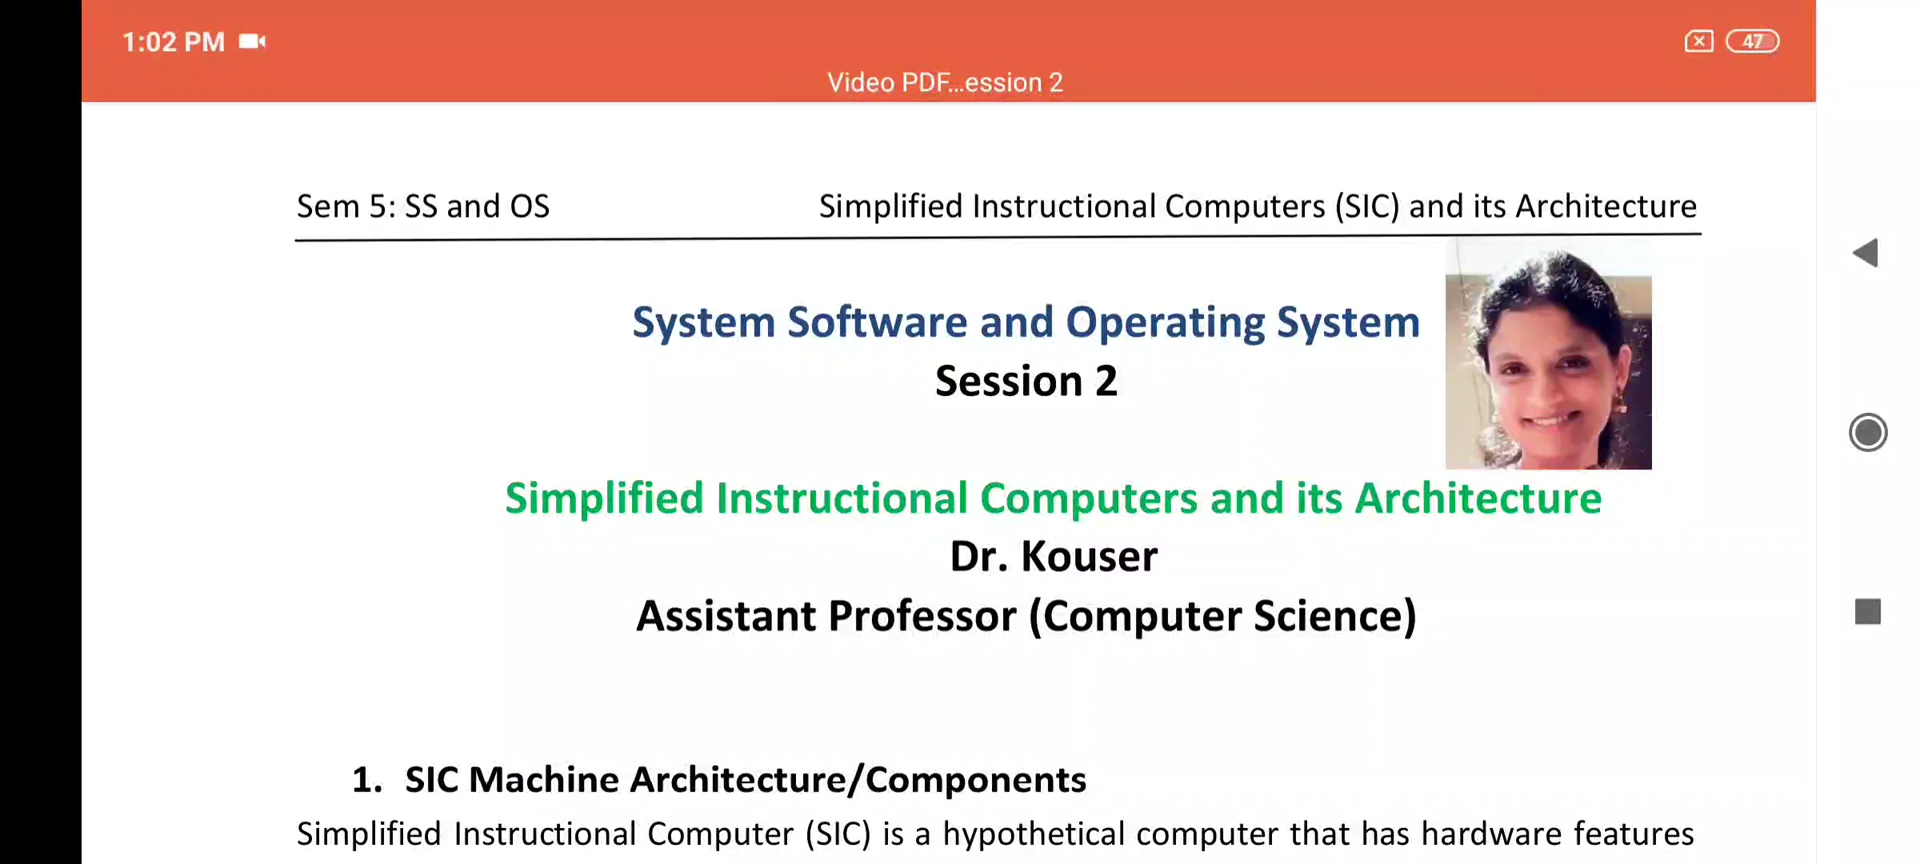 1:02 PM
47
Video PDF...ession 2
Sem 5: SS and OS
Simplified Instructional Computers (SIC) and its Architecture
System Software and Operating System
Session 2
Simplified Instructional Computers and its Architecture
Dr. Kouser
Assistant Professor (Computer Science)
1. SIC Machine Architecture/Components
Simplified Instructional Computer (SIC) is a hypothetical computer that has hardware features